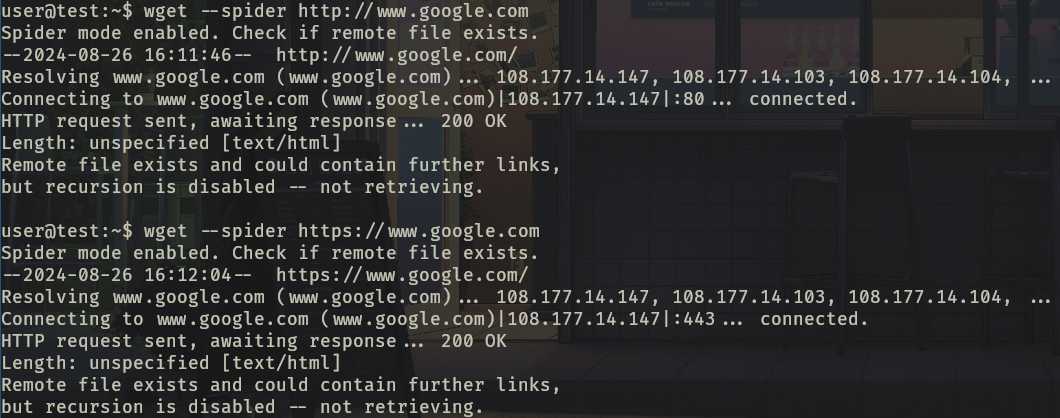 user@test:~$ wget --spider http://www.google.com
Spider mode enabled. Check if remote file exists.
--2024-08-26 16:11:46--  http://www.google.com/
Resolving www.google.com (www.google.com)... 108.177.14.147, 108.177.14.103, 108.177.14.104, ...
Connecting to www.google.com (www.google.com)|108.177.14.147|:80... connected.
HTTP request sent, awaiting response... 200 OK
Length: unspecified [text/html]
Remote file exists and could contain further links,
but recursion is disabled -- not retrieving.

user@test:~$ wget --spider https://www.google.com
Spider mode enabled. Check if remote file exists.
--2024-08-26 16:12:04--  https://www.google.com/
Resolving www.google.com (www.google.com)... 108.177.14.147, 108.177.14.103, 108.177.14.104, ...
Connecting to www.google.com (www.google.com)|108.177.14.147|:443... connected.
HTTP request sent, awaiting response... 200 OK
Length: unspecified [text/html]
Remote file exists and could contain further links,
but recursion is disabled -- not retrieving.